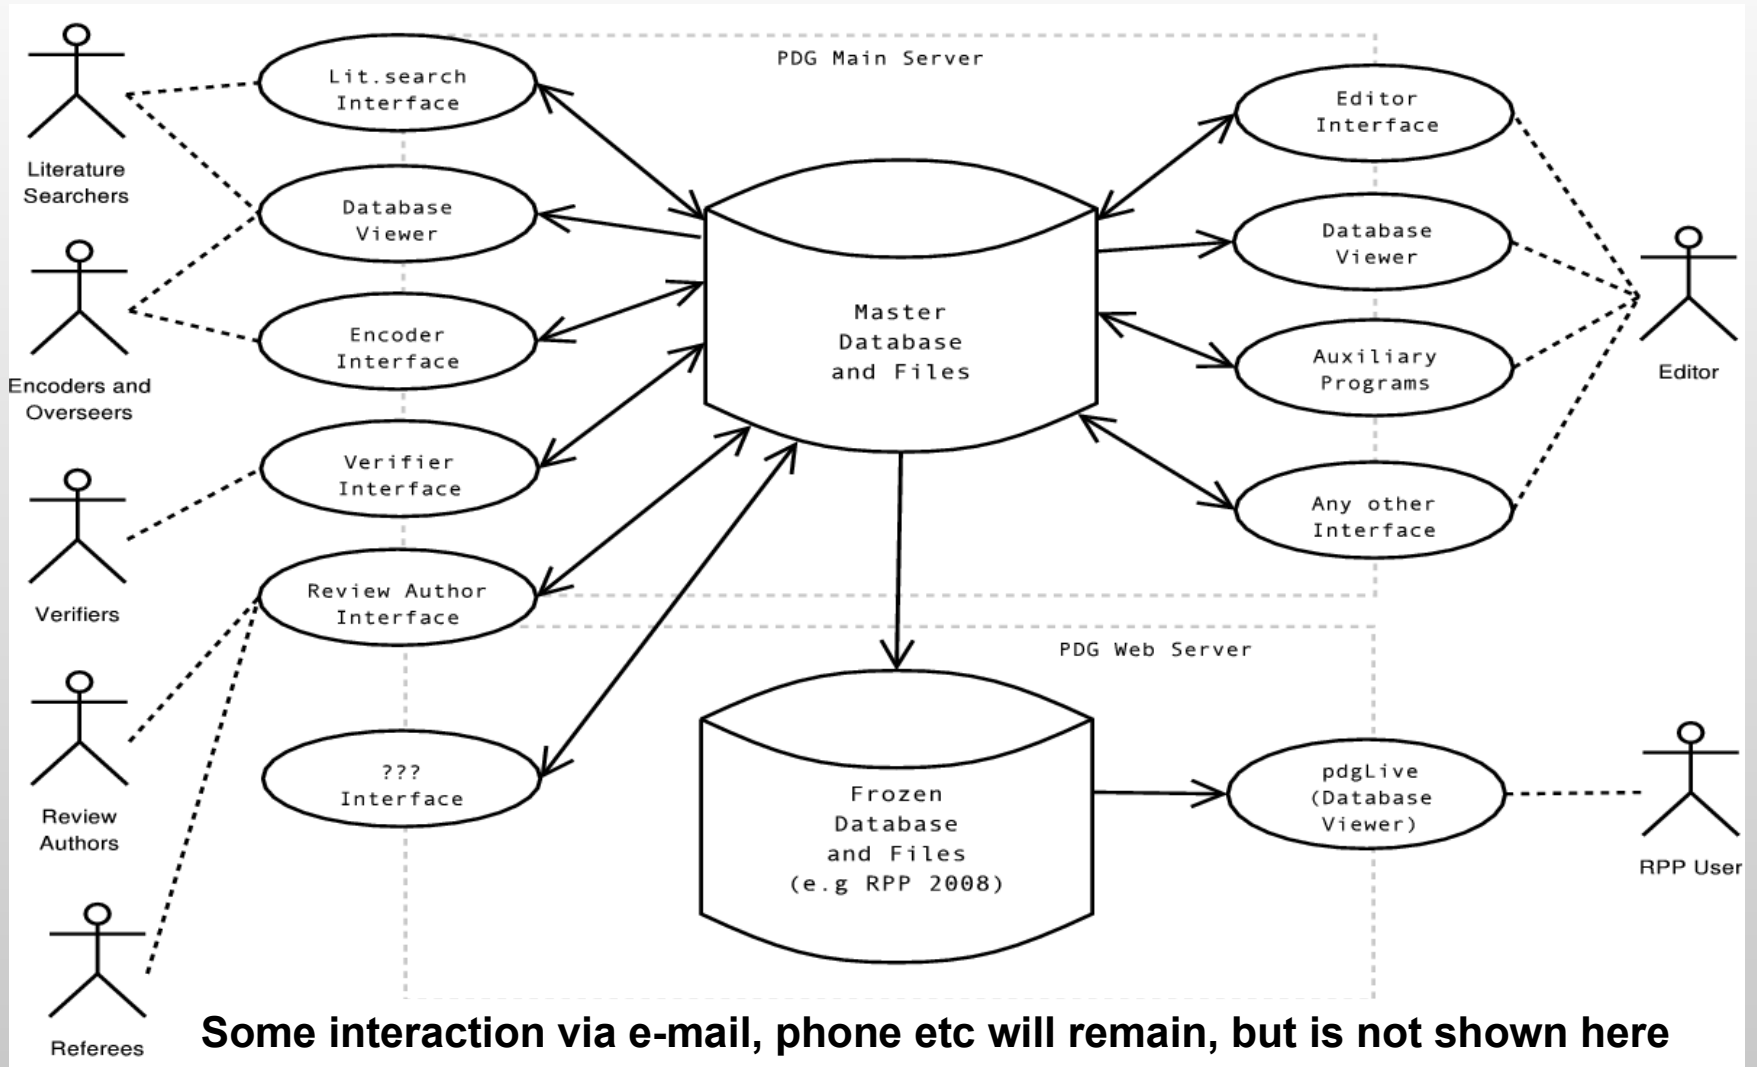 PDG Main Server
Lit.search
Interface
Literature
Searchers
Database
Viewer
Encoder
Interface
Encoders and
Overseers
Verifier
Interface
Verifiers
Review Author
Interface
Review
Authors
???
Interface
Referees
Master
Database
and Files
Editor
Interface
Database
Viewer
Auxiliary
Programs
Any other
Interface
Editor
PDG Web Server
Frozen
Database
and Files
(e.g RPP 2008)
pdgLive
(Database
Viewer)
RPP User
Some interaction via e-mail, phone etc will remain, but is not shown here